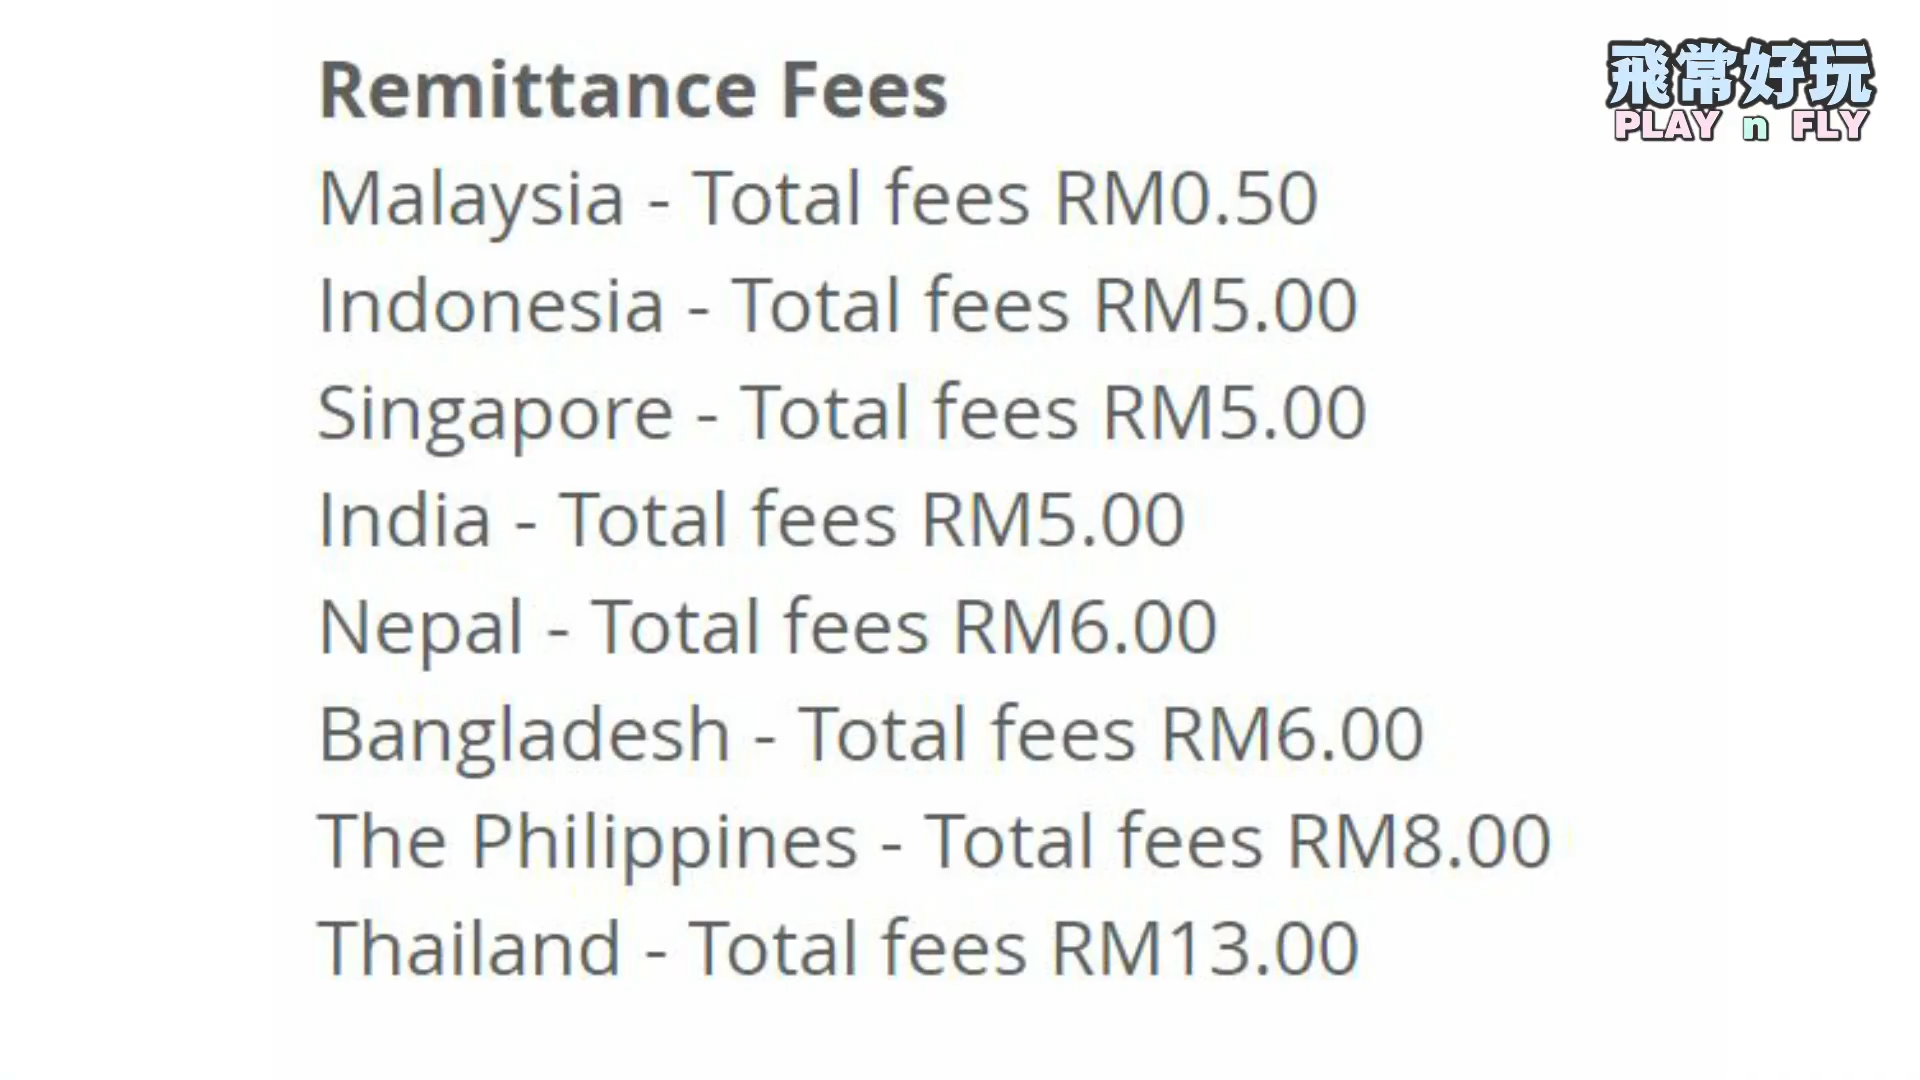 Remittance Fees
Malaysia - Total fees RM0.50
Indonesia - Total fees RM5.00
Singapore - Total fees RM5.00
India - Total fees RM5.00
Nepal - Total fees RM6.00
Bangladesh - Total fees RM6.00
The Philippines - Total fees RM8.00
Thailand - Total fees RM13.00
飛常好玩
PLAY n FLY